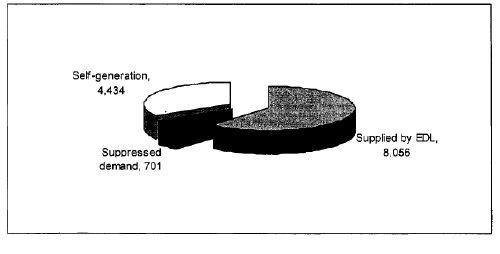 Self-generation,
4,434
Suppressed
demand, 701
Supplied by EDL,
8,056